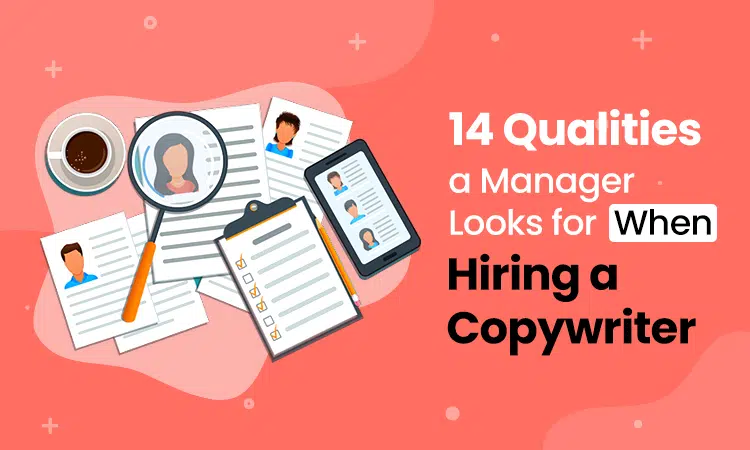 14 Qualities
a Manager
Looks for When
Hiring a
Copywriter